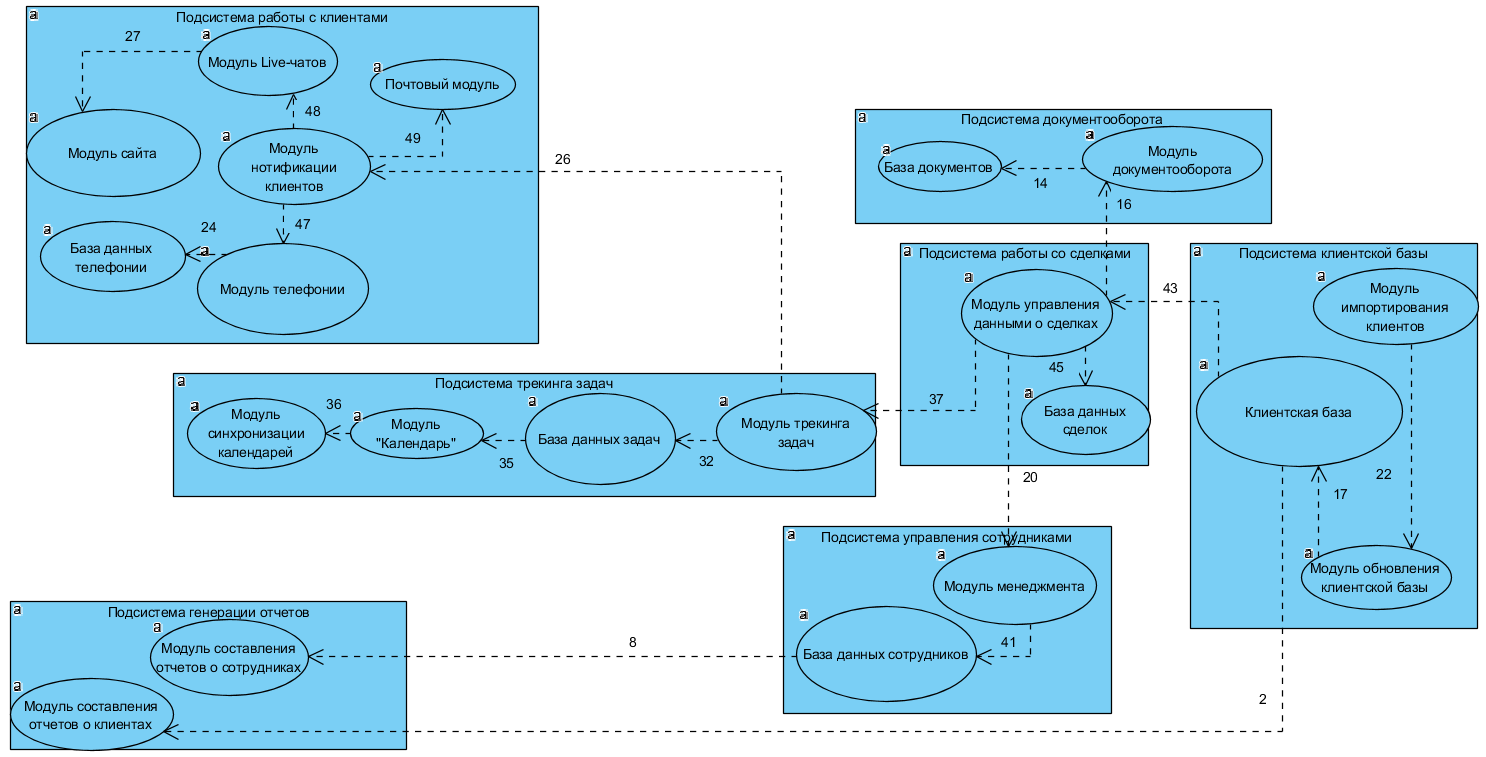 a
Подсистема работы с клиентами
27
a
Модуль Live-чатов
a
Почтовый модуль
48
49
a
Модуль сайта
a
Модуль
нотификации
клиентов
26
47
24
a
База данных
телефонии
a
Модуль телефонии
a
Подсистема документооборота
a
База документов
14
a
Модуль
документооборота
16
a
Подсистема работы со сделками
a
Модуль управления
данными о сделках
43
45
a
База данных
сделок
37
20
a
Подсистема клиентской базы
a
Модуль
импортирования
клиентов
a
Клиентская база
22
17
a
Модуль обновления
клиентской базы
a
Подсистема трекинга задач
a
Модуль
синхронизации
календарей
36
a
Модуль
"Календарь"
35
a
База данных задач
32
a
Модуль трекинга
задач
a
Подсистема управления сотрудниками
a
Модуль менеджмента
a
База данных сотрудников
41
8
2
a
Подсистема генерации отчетов
a
Модуль составления
отчетов о сотрудниках
a
Модуль составления
отчетов о клиентах